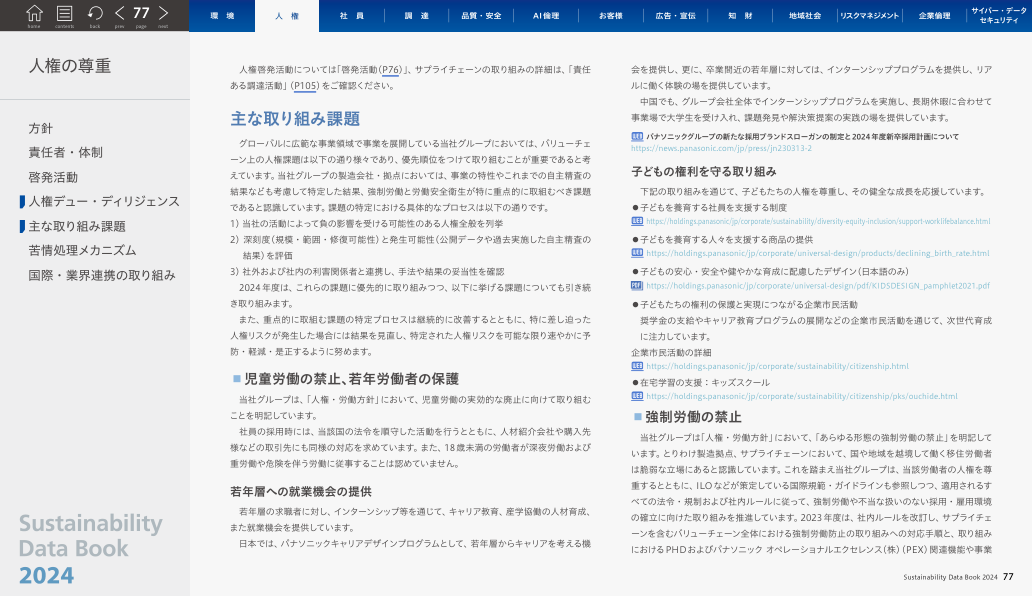 home contents back prev 77 page next
環　境
人　権
社　員
調　達
品質・安全
AI倫理
お客様
広告・宣伝
知　財
地域社会
リスクマネジメント
企業倫理
サイバー・データ
セキュリティ
人権の尊重
方針
責任者・体制
啓発活動
人権デュー・ディリジェンス
主な取り組み課題
苦情処理メカニズム
国際・業界連携の取り組み
Sustainability
Data Book
2024
人権啓発活動については「啓発活動（P76）」、サプライチェーンの取り組みの詳細は、「責任
ある調達活動」（P105）をご確認ください。
主な取り組み課題
グローバルに広範な事業領域で事業を展開している当社グループにおいては、バリューチェ
ーン上の人権課題は以下の通り様々であり、優先順位をつけて取り組むことが重要であると考
えています。当社グループの製造会社・拠点においては、事業の特性やこれまでの自主精査の
結果なども考慮して特定した結果、強制労働と労働安全衛生が特に重点的に取組むべき課題
であると認識しています。課題の特定における具体的なプロセスは以下の通りです。
1）当社の活動によって負の影響を受ける可能性のある人権全般を列挙
2）深刻度（規模・範囲・修復可能性）と発生可能性（公開データや過去実施した自主精査の
結果）を評価
3）社外および社内の利害関係者と連携し、手法や結果の妥当性を確認
2024年度は、これらの課題に優先的に取り組みつつ、以下に挙げる課題についても引き続
き取り組みます。
また、重点的に取組む課題の特定プロセスは継続的に改善するとともに、特に差し迫った
人権リスクが発生した場合には結果を見直し、特定された人権リスクを可能な限り速やかに予
防・軽減・是正するように努めます。
■児童労働の禁止、若年労働者の保護
当社グループは、「人権・労働方針」において、児童労働の実効的な廃止に向けて取り組む
ことを明記しています。
社員の採用時には、当該国の法令を順守した活動を行うとともに、人材紹介会社や購入先
様などの取引先にも同様の対応を求めています。また、18歳未満の労働者が深夜労働および
重労働や危険を伴う労働に従事することは認めていません。
若年層への就業機会の提供
若年層の求職者に対し、インターンシップ等を通じて、キャリア教育、産学協働の人材育成、
また就業機会を提供しています。
日本では、パナソニックキャリアデザインプログラムとして、若年層からキャリアを考える機
会を提供し、更に、卒業間近の若年層に対しては、インターンシッププログラムを提供し、リア
ルに働く体験の場を提供しています。
中国でも、グループ会社全体でインターンシッププログラムを実施し、長期休暇に合わせて
事業場で大学生を受け入れ、課題発見や解決策提案の実践の場を提供しています。
WEB パナソニックグループの新たな採用ブランドスローガンの制定と2024年度新卒採用計画について
https://news.panasonic.com/jp/press/jn230313-2
子どもの権利を守る取り組み
下記の取り組みを通じて、子どもたちの人権を尊重し、その健全な成長を応援しています。
●子どもを養育する社員を支援する制度
WEB https://holdings.panasonic/jp/corporate/sustainability/diversity-equity-inclusion/support-worklifebalance.html
●子どもを養育する人々を支援する商品の提供
WEB https://holdings.panasonic/jp/corporate/universal-design/products/declining_birth_rate.html
●子どもの安心・安全や健やかな育成に配慮したデザイン（日本語のみ）
PDF https://holdings.panasonic/jp/corporate/universal-design/pdf/KIDSDESIGN_pamphlet2021.pdf
●子どもたちの権利の保護と実現につながる企業市民活動
奨学金の支給やキャリア教育プログラムの展開などの企業市民活動を通じて、次世代育成
に注力しています。
企業市民活動の詳細
WEB https://holdings.panasonic/jp/corporate/sustainability/citizenship.html
●在宅学習の支援：キッズスクール
WEB https://holdings.panasonic/jp/corporate/sustainability/citizenship/pks/ouchide.html
■強制労働の禁止
当社グループは「人権・労働方針」において、「あらゆる形態の強制労働の禁止」を明記して
います。とりわけ製造拠点、サプライチェーンにおいて、国や地域を越境して働く移住労働者
は脆弱な立場にあると認識しています。これを踏まえ当社グループは、当該労働者の人権を尊
重するとともに、ILOなどが策定している国際規範・ガイドラインも参照しつつ、適用されるす
べての法令・規制および社内ルールに従って、強制労働や不当な扱いのない採用・雇用環境
の確立に向けた取り組みを推進しています。2023年度は、社内ルールを改訂し、サプライチェ
ーンを含むバリューチェーン全体における強制労働防止の取り組みへの対応手順と、取り組み
におけるPHDおよびパナソニック オペレーショナルエクセレンス（株）（PEX）関連機能や事業
Sustainability Data Book 2024 77